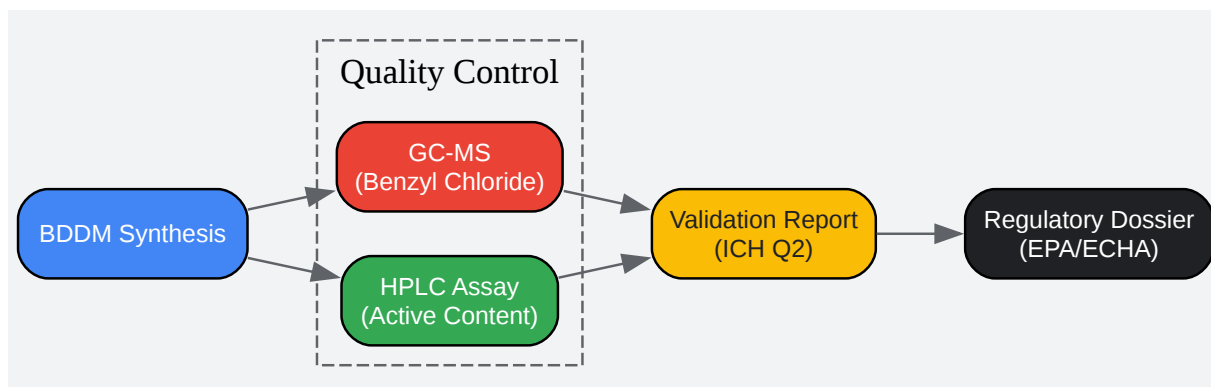 Quality Control
BDDM Synthesis
GC-MS
(Benzyl Chloride)
HPLC Assay
(Active Content)
Validation Report
(ICH Q2)
Regulatory Dossier
(EPA/ECHA)